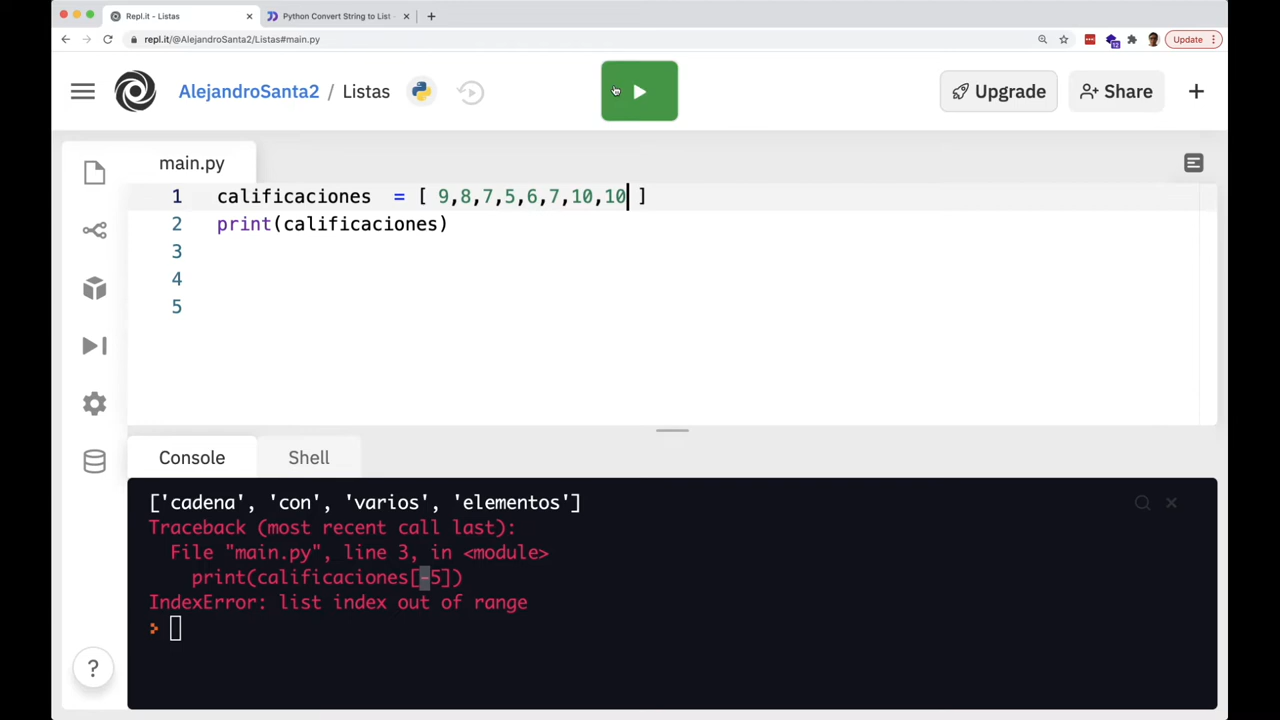 Repl.it - Listas
Python Convert String to List -
repl.it/@AlejandroSanta2/Listas#main.py
12
Update
AlejandroSanta2 / Listas
Upgrade
Share
main.py
1 calificaciones = [ 9,8,7,5,6,7,10,10 ]
2 print(calificaciones)
3
4
5
Console
Shell
['cadena', 'con', 'varios', 'elementos']
Traceback (most recent call last):
File "main.py", line 3, in <module>
print(calificaciones[-5])
IndexError: list index out of range
?